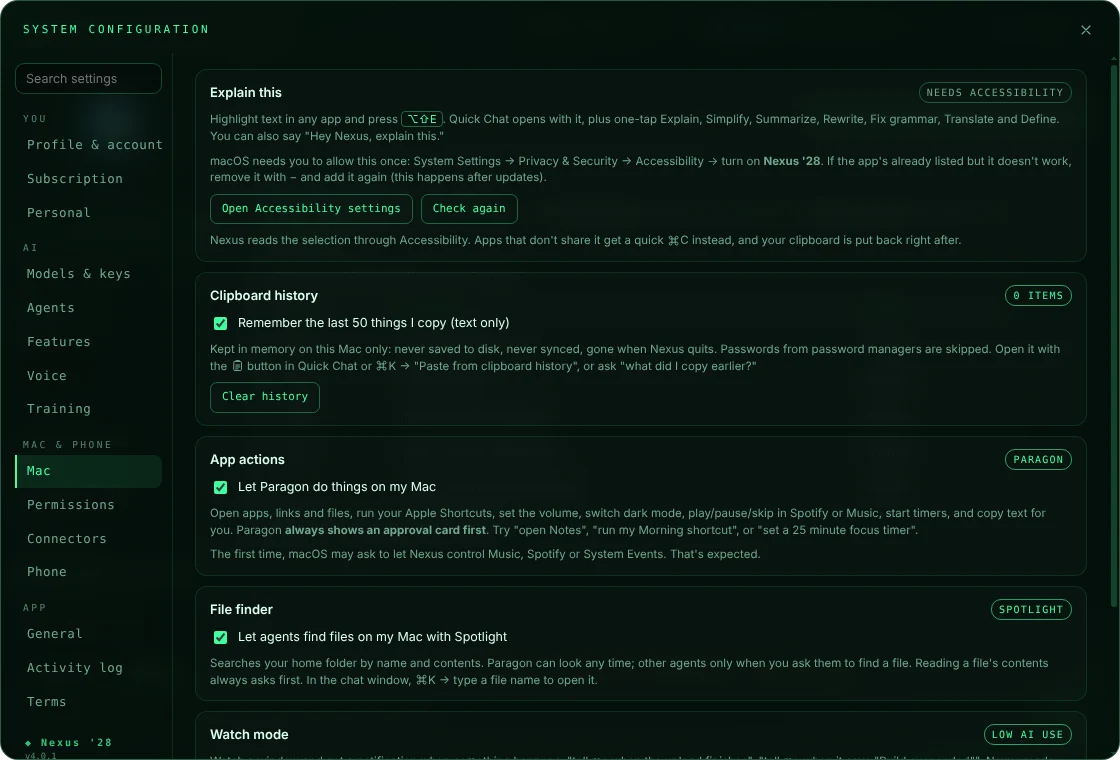 SYSTEM CONFIGURATION
Search settings
YOU
Profile & account
Subscription
Personal
AI
Models & keys
Agents
Features
Voice
Training
MAC & PHONE
Mac
Permissions
Connectors
Phone
APP
General
Activity log
Terms
◆ Nexus '28
v4.0.1
Explain this
NEEDS ACCESSIBILITY
Highlight text in any app and press ⌥⇧E. Quick Chat opens with it, plus one-tap Explain, Simplify, Summarize, Rewrite, Fix grammar, Translate and Define.
You can also say "Hey Nexus, explain this."
macOS needs you to allow this once: System Settings → Privacy & Security → Accessibility → turn on Nexus '28. If the app's already listed but it doesn't work,
remove it with − and add it again (this happens after updates).
Open Accessibility settings
Check again
Nexus reads the selection through Accessibility. Apps that don't share it get a quick ⌘C instead, and your clipboard is put back right after.
Clipboard history
0 ITEMS
Remember the last 50 things I copy (text only)
Kept in memory on this Mac only: never saved to disk, never synced, gone when Nexus quits. Passwords from password managers are skipped. Open it with
the button in Quick Chat or ⌘K → "Paste from clipboard history", or ask "what did I copy earlier?"
Clear history
App actions
PARAGON
Let Paragon do things on my Mac
Open apps, links and files, run your Apple Shortcuts, set the volume, switch dark mode, play/pause/skip in Spotify or Music, start timers, and copy text for
you. Paragon always shows an approval card first. Try "open Notes", "run my Morning shortcut", or "set a 25 minute focus timer".
The first time, macOS may ask to let Nexus control Music, Spotify or System Events. That's expected.
File finder
SPOTLIGHT
Let agents find files on my Mac with Spotlight
Searches your home folder by name and contents. Paragon can look any time; other agents only when you ask them to find a file. Reading a file's contents
always asks first. In the chat window, ⌘K → type a file name to open it.
Watch mode
LOW AI USE